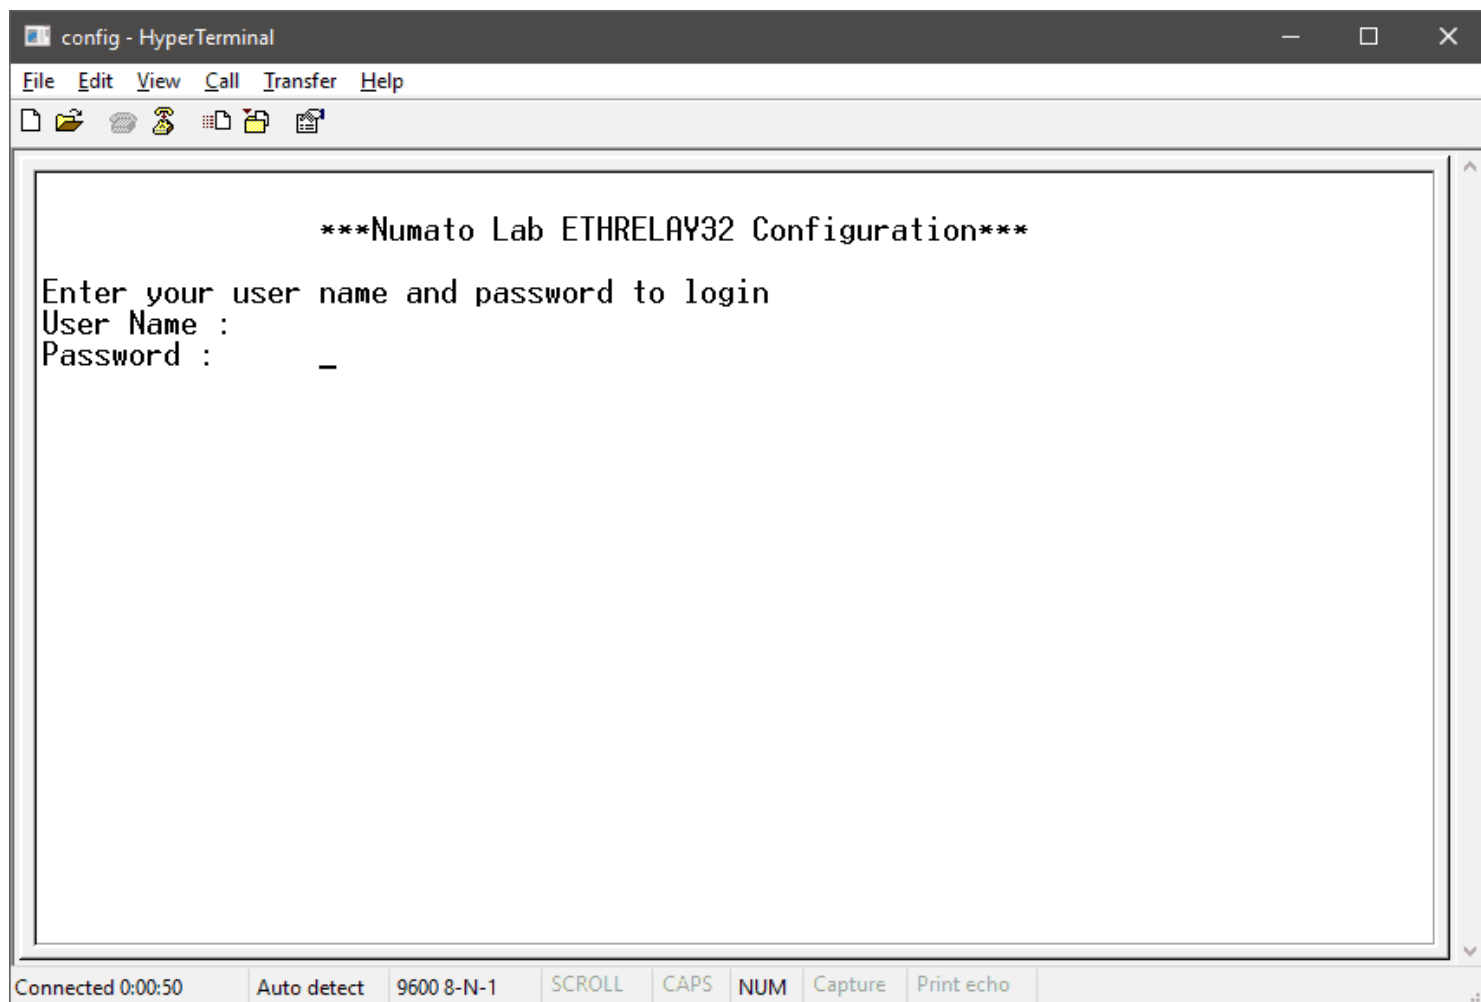 config - HyperTerminal
File Edit View Call Transfer Help
***Numato Lab ETHRELAY32 Configuration***
Enter your user name and password to login
User Name :
Password : _
Connected 0:00:50 Auto detect 9600 8-N-1 SCROLL CAPS NUM Capture Print echo